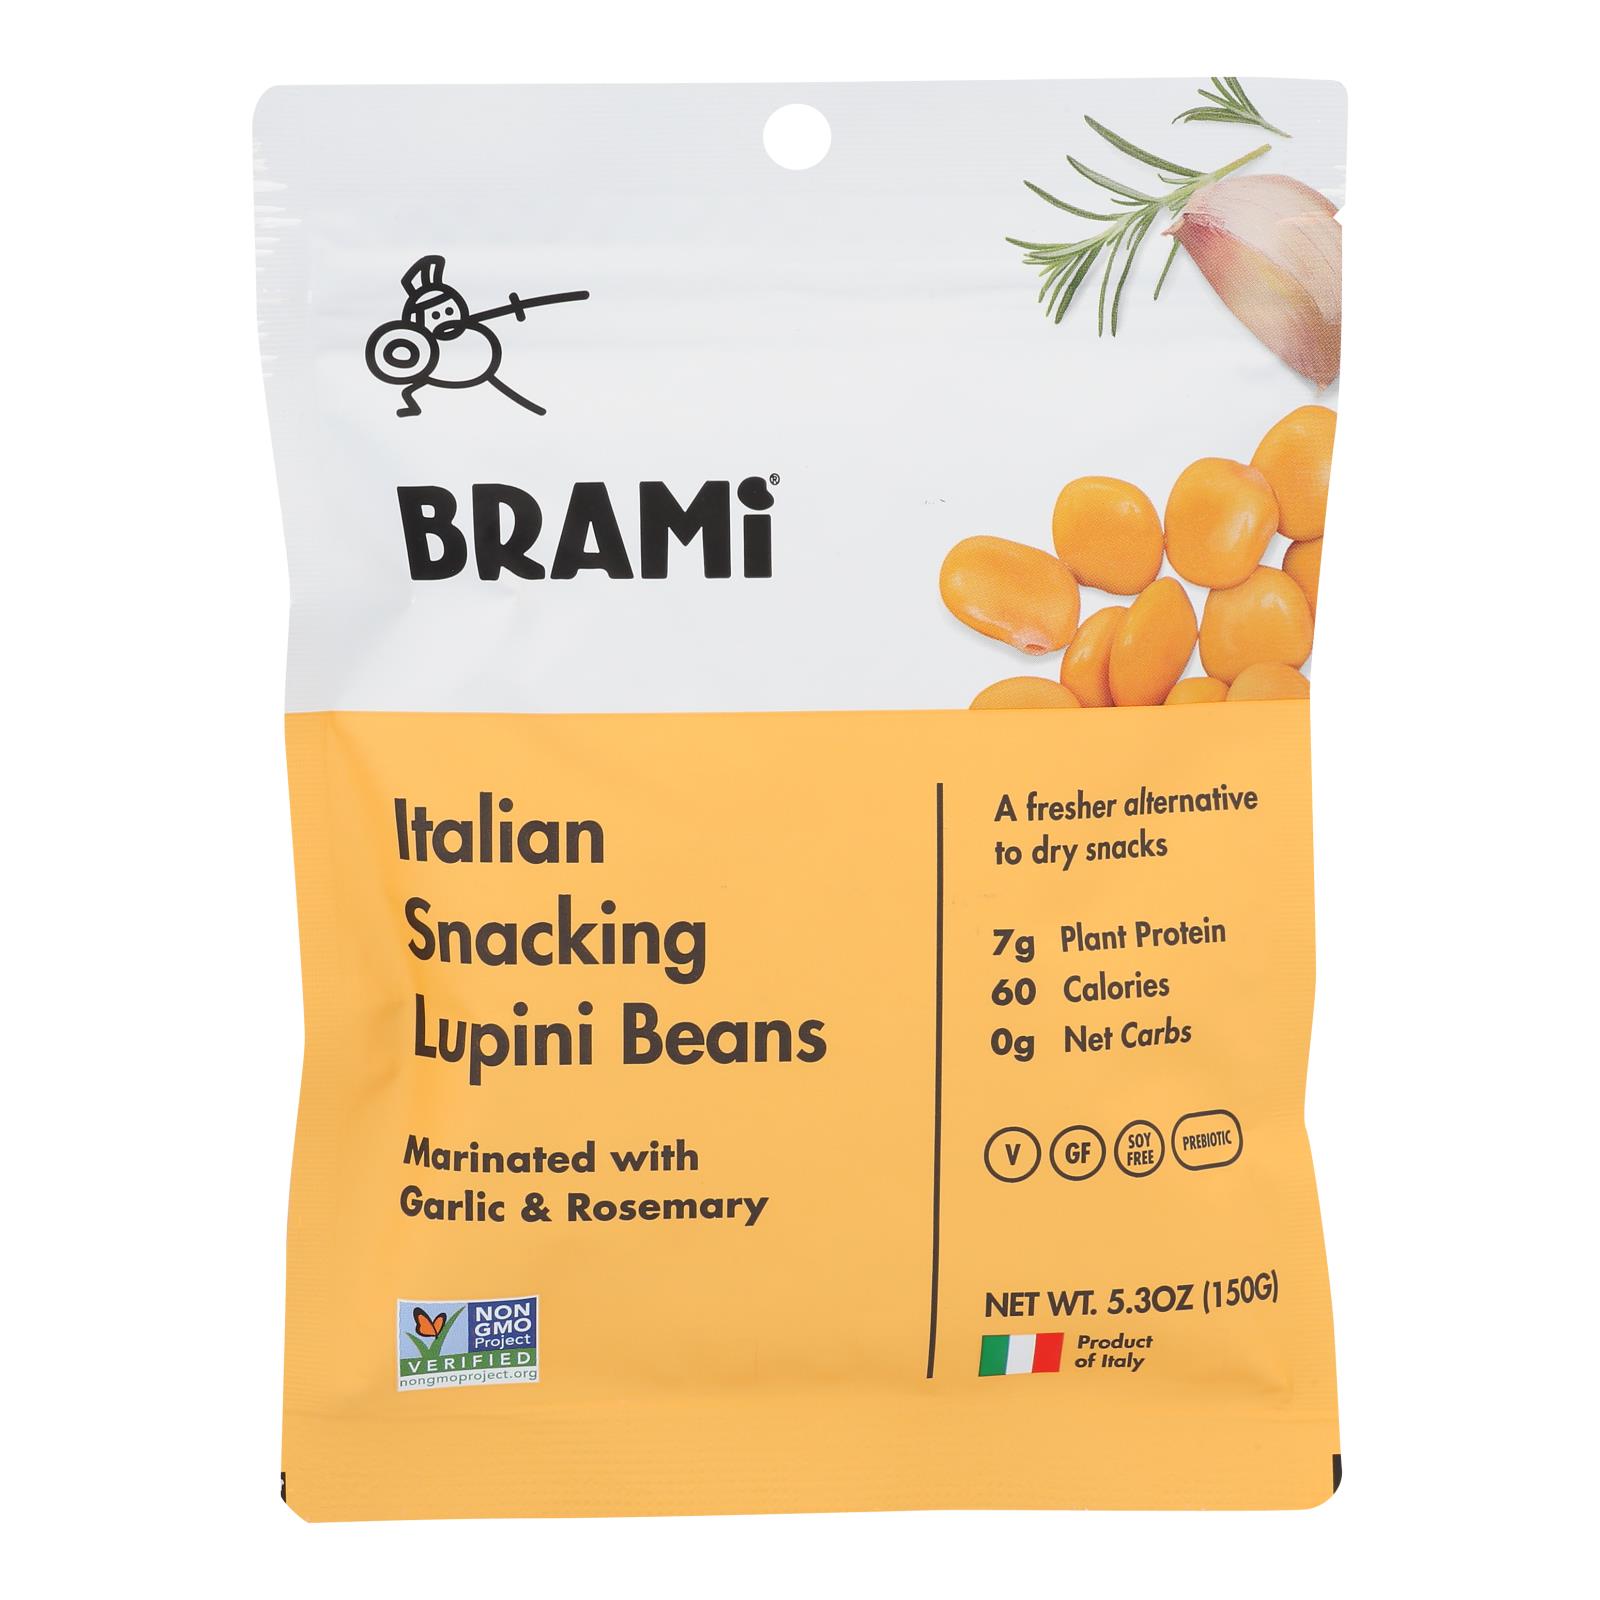 BRAMi®
Italian
Snacking
Lupini Beans
Marinated with
Garlic & Rosemary
NON
GMO
Project
VERIFIED
nongmoproject.org
A fresher alternative
to dry snacks
7g Plant Protein
60 Calories
0g Net Carbs
V GF SOY FREE PREBIOTIC
NET WT. 5.3OZ (150G)
Product
of Italy